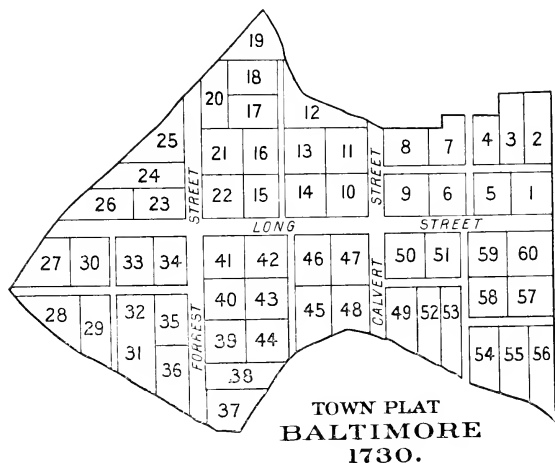 19
18
20
17
12
25
21 16 13 11 8 7 4 3 2
24
STREET
STREET
26 23 22 15 14 10 9 6 5 1
LONG STREET
27 30 33 34 41 42 46 47 50 51 59 60
40 43 58 57
28 29 32 35 45 48 49 52 53
FORREST
CALVERT
31 39 44
36 38 54 55 56
37
TOWN PLAT
BALTIMORE
1730.